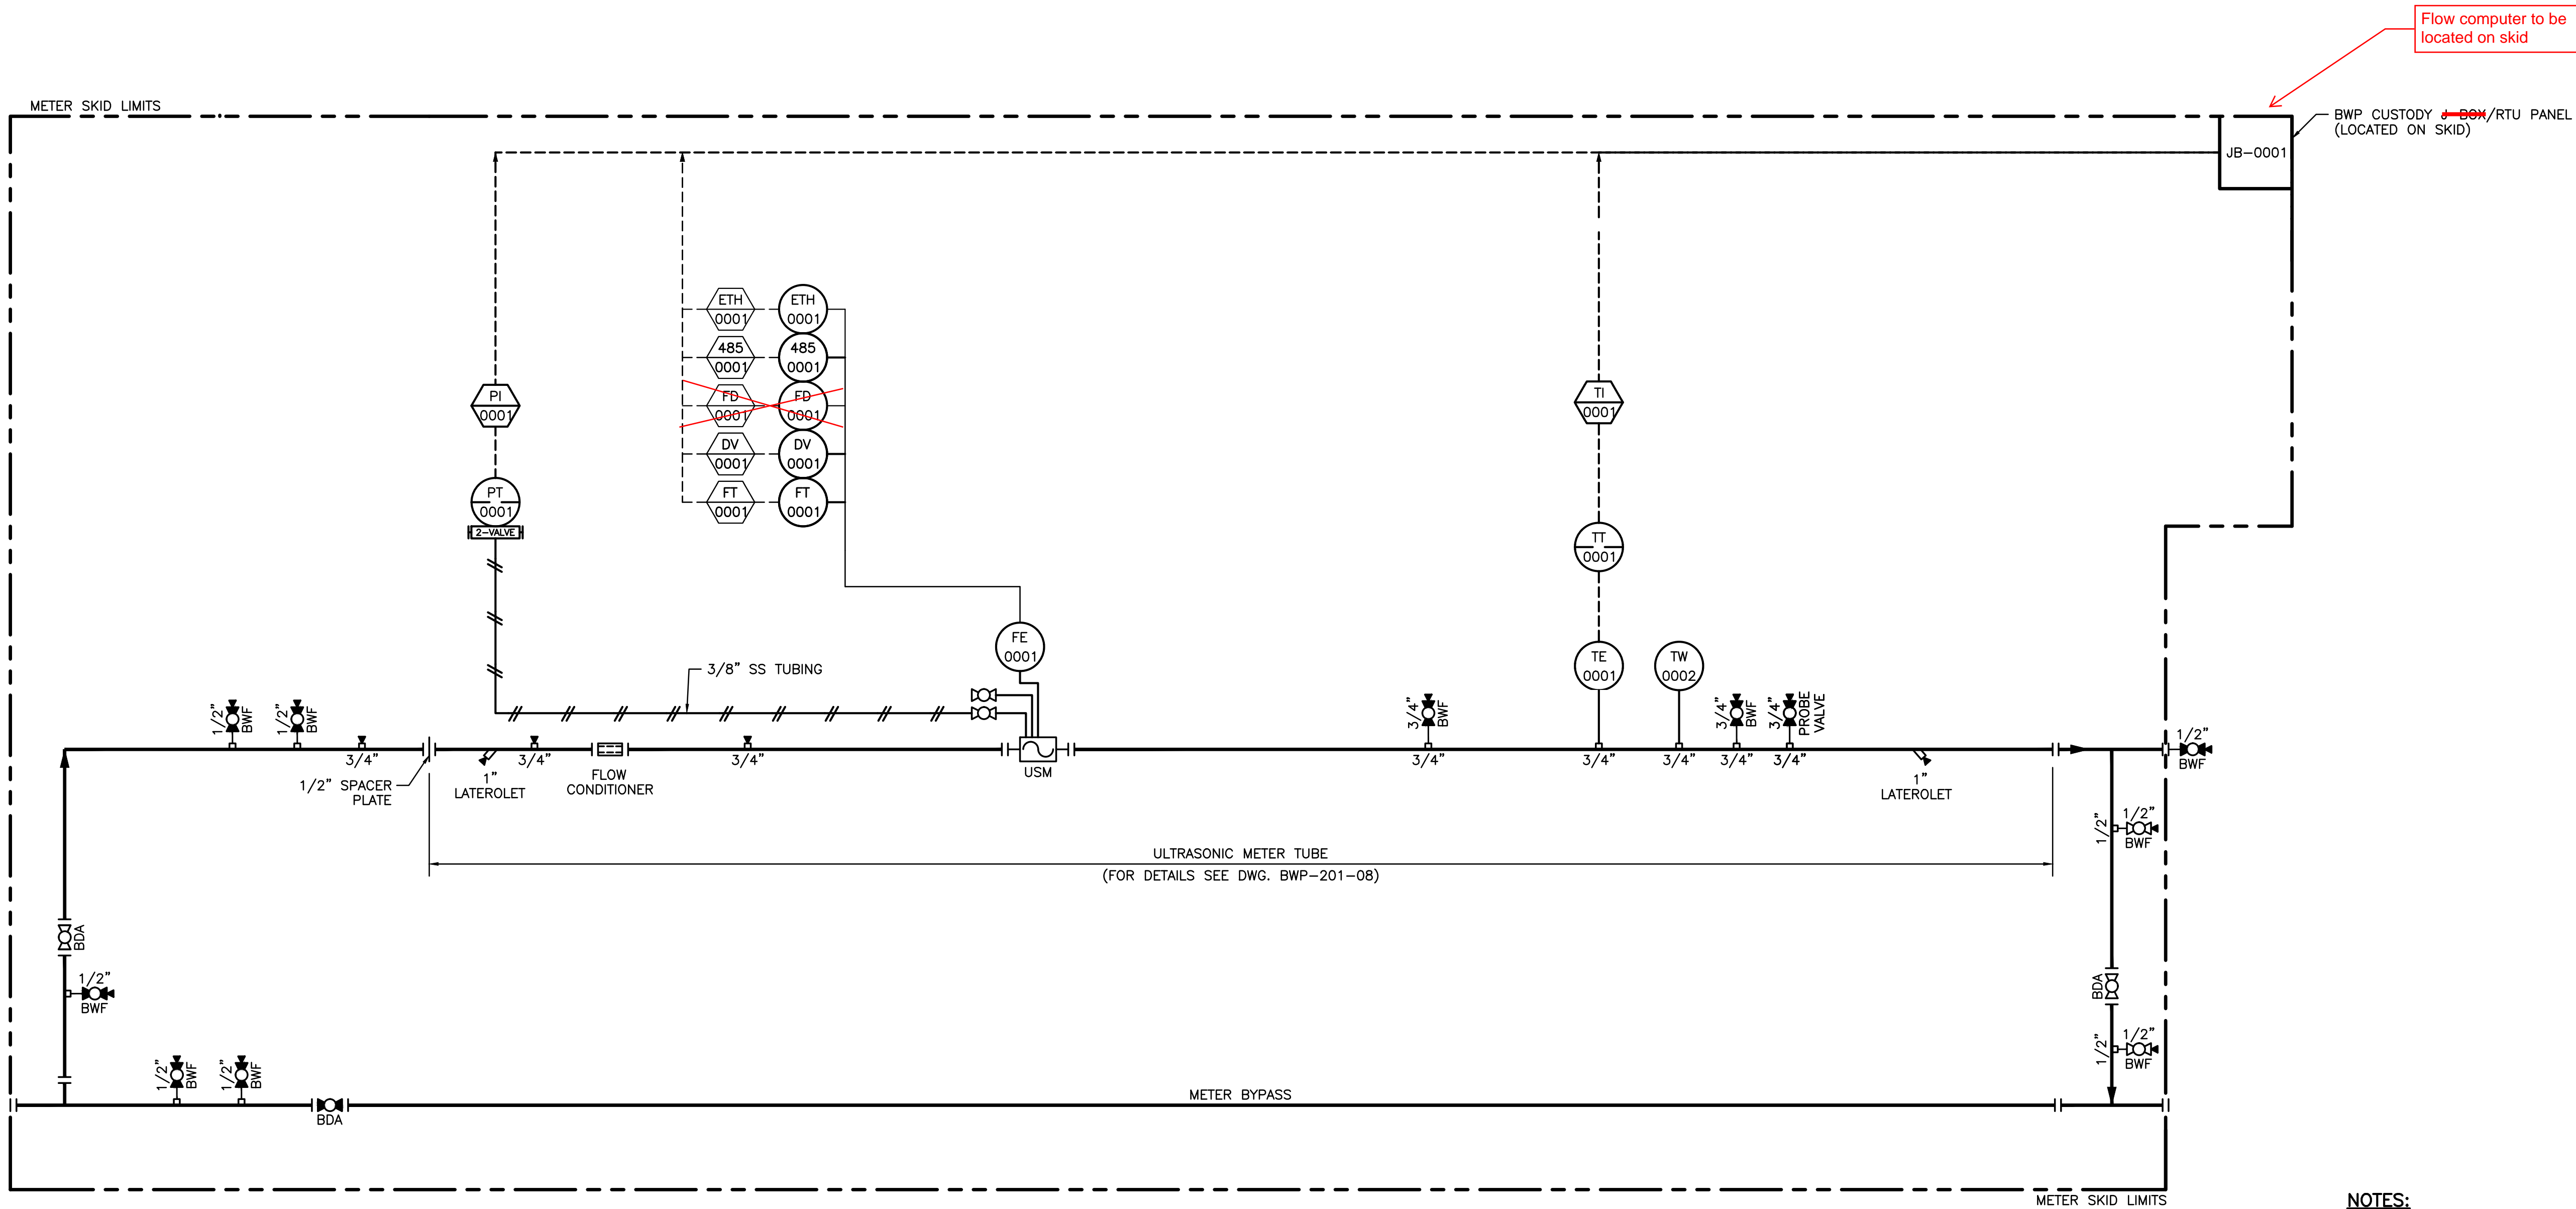 Flow computer to be
located on skid
METER SKID LIMITS
BWP CUSTODY J-BOX/RTU PANEL
(LOCATED ON SKID)
JB-0001
ETH
0001
ETH
0001
485
0001
485
0001
FD
0001
FD
0001
DV
0001
DV
0001
FT
0001
FT
0001
PI
0001
PT
0001
2-VALVE
TI
0001
TT
0001
FE
0001
TE
0001
TW
0002
3/8" SS TUBING
1/2"
BWF
1/2"
BWF
3/4"
BWF
3/4"
BWF
3/4"
PROBE
VALVE
3/4"
1/2" SPACER
PLATE
1"
LATEROLET
3/4"
FLOW
CONDITIONER
3/4"
USM
3/4"
3/4"
3/4"
3/4"
3/4"
1"
LATEROLET
1/2"
BWF
ULTRASONIC METER TUBE
(FOR DETAILS SEE DWG. BWP-201-08)
1/2"
1/2"
BWF
BDA
1/2"
BWF
BDA
1/2"
1/2"
BWF
1/2"
BWF
1/2"
BWF
BDA
METER BYPASS
METER SKID LIMITS
NOTES: